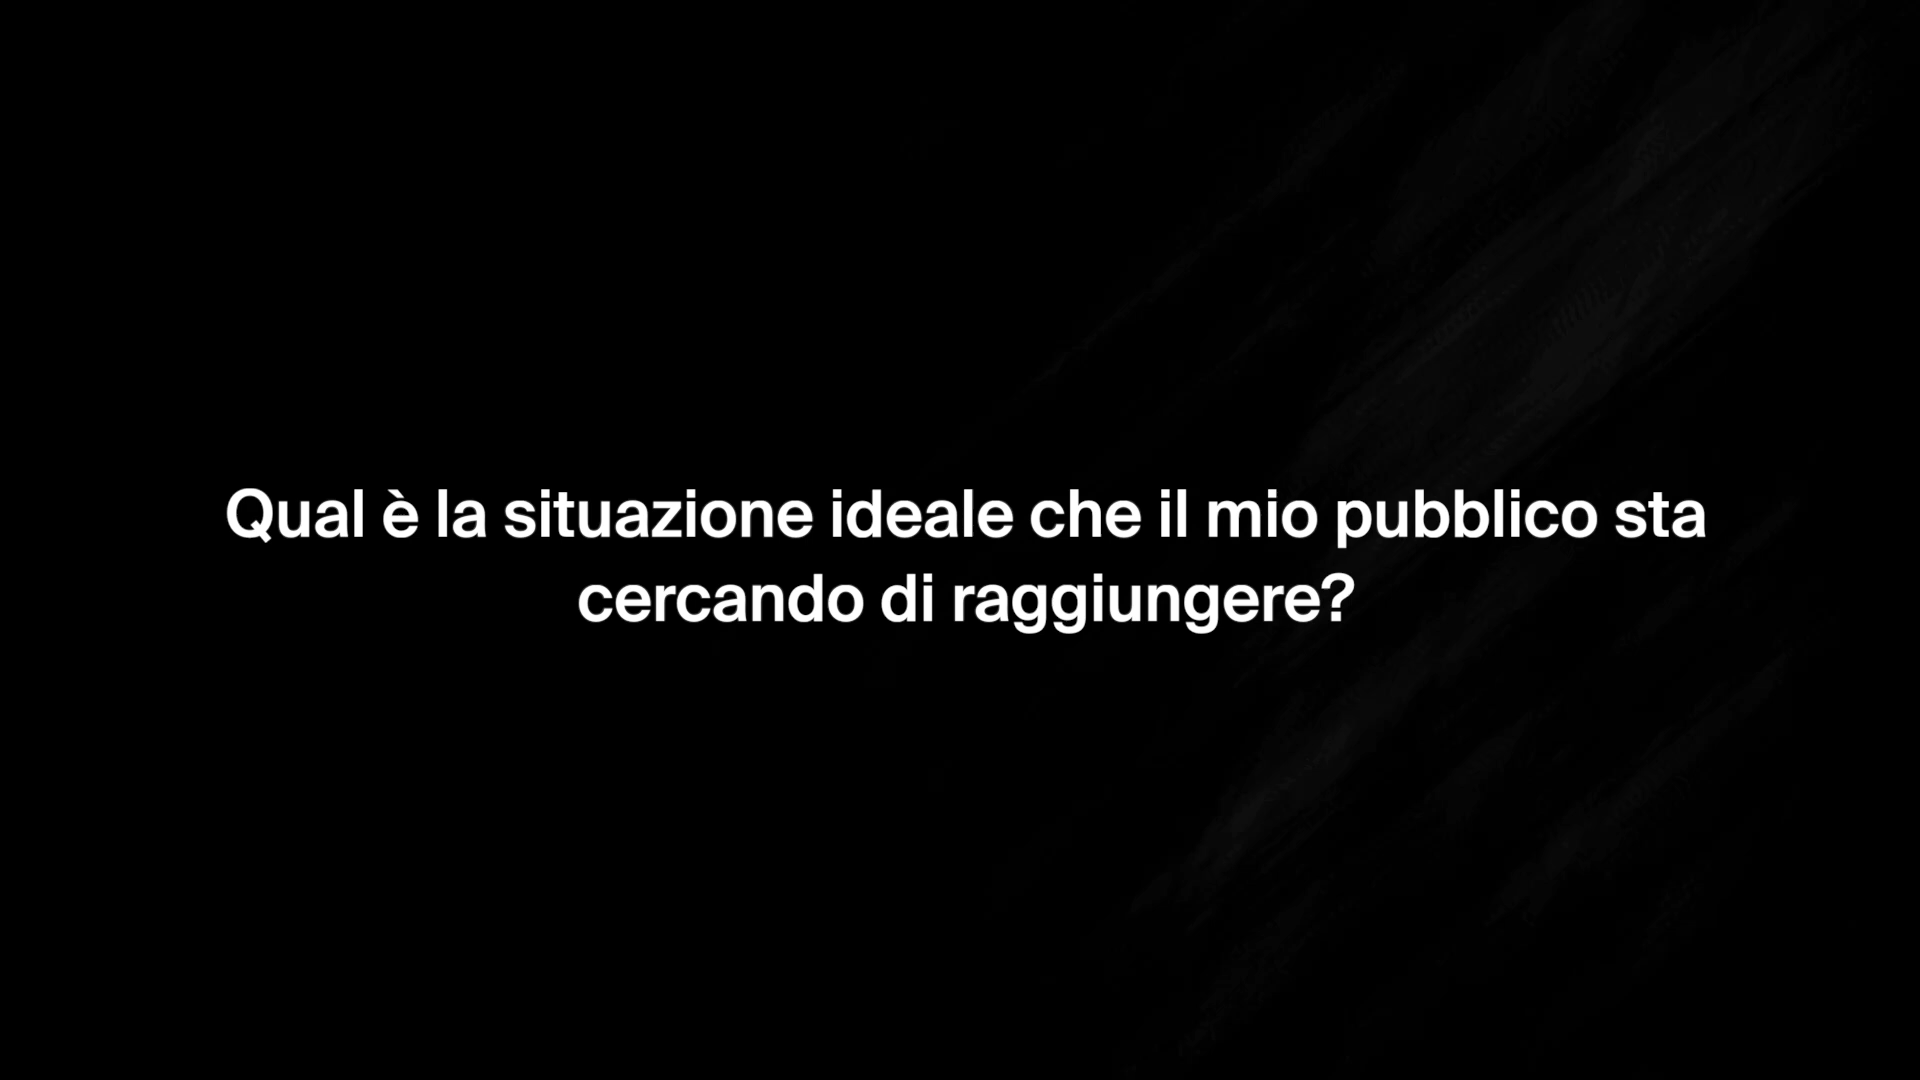 Qual è la situazione ideale che il mio pubblico sta
cercando di raggiungere?